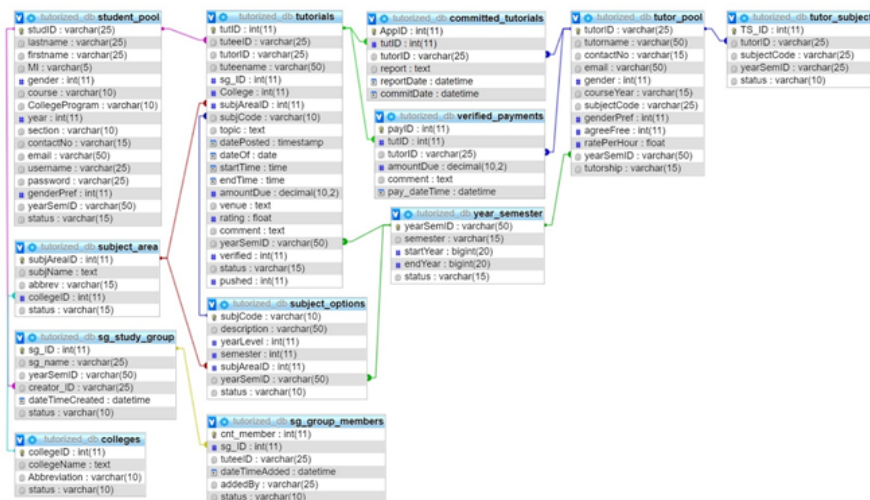 tutorized_db student_pool
studID : varchar(25)
lastname : varchar(25)
firstname : varchar(25)
MI : varchar(5)
gender : int(11)
course : varchar(10)
CollegeProgram : varchar(10)
year : int(11)
section : varchar(10)
contactNo : varchar(15)
email : varchar(50)
username : varchar(25)
password : varchar(25)
genderPref : int(11)
yearSemID : varchar(50)
status : varchar(15)
tutorized_db subject_area
subjAreaID : int(11)
subjName : text
abbrev : varchar(15)
collegeID : int(11)
status : varchar(15)
tutorized_db sg_study_group
sg_ID : int(11)
sg_name : varchar(25)
yearSemID : varchar(25)
creator_ID : varchar(25)
dateTimeCreated : datetime
status : varchar(10)
tutorized_db colleges
collegeID : int(11)
collegeName : text
Abbreviation : varchar(10)
status : varchar(10)
tutorized_db tutorials
tutID : int(11)
tuteeID : varchar(25)
tutorID : varchar(25)
tuteename : varchar(50)
sg_ID : int(11)
College : int(11)
subjAreaID : int(11)
subjCode : varchar(10)
topic : text
datePosted : timestamp
dateOf : date
startTime : time
endTime : time
amountDue : decimal(10,2)
venue : text
rating : float
comment : text
yearSemID : varchar(50)
verified : int(11)
status : varchar(15)
pushed : int(11)
tutorized_db subject_options
subjCode : varchar(10)
description : varchar(50)
yearLevel : int(11)
semester : int(11)
subjAreaID : int(11)
yearSemID : varchar(50)
status : varchar(10)
tutorized_db sg_group_members
cnt_member : int(11)
sg_ID : int(11)
tuteeID : varchar(25)
dateTimeAdded : datetime
addedBy : varchar(25)
status : varchar(10)
tutorized_db committed_tutorials
AppID : int(11)
tutID : int(11)
tutorID : varchar(25)
report : text
reportDate : datetime
commitDate : datetime
tutorized_db verified_payments
payID : int(11)
tutID : int(11)
tutorID : varchar(25)
amountDue : decimal(10,2)
comment : text
pay_dateTime : datetime
tutorized_db year_semester
yearSemID : varchar(50)
semester : varchar(15)
startYear : bigint(20)
endYear : bigint(20)
status : varchar(15)
tutorized_db tutor_pool
tutorID : varchar(25)
tutorname : varchar(50)
contactNo : varchar(15)
email : varchar(50)
gender : int(11)
courseYear : varchar(15)
subjectCode : varchar(25)
genderPref : int(11)
agreeFree : int(11)
ratePerHour : float
yearSemID : varchar(50)
tutorship : varchar(15)
tutorized_db tutor_subject
TS_ID : int(11)
tutorID : varchar(25)
subjectCode : varchar(25)
yearSemID : varchar(25)
status : varchar(10)